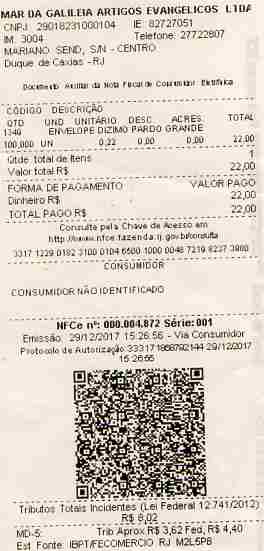 MAR DA GALILEIA ARTIGOS EVANGELICOS LTDA
CNPJ 29018231000104 IE: 82727051
IM: 3004 Telefone: 27722807
MARIANO SEND, S/N - CENTRO
Duque de Caxias - RJ
Documento Auxiliar da Nota Fiscal de Consumidor Eletrônica
CÓDIGO DESCRIÇÃO
QTD UND UNITÁRIO DESC ACRES. TOTAL
1340 ENVELOPE DIZIMO PARDO GRANDE
100,000 UN 0,22 0,00 0,00 22,00
Qtde total de Itens 1
Valor total R$ 22,00
FORMA DE PAGAMENTO VALOR PAGO
Dinheiro R$ 22,00
TOTAL PAGO R$ 22,00
Consulte pela Chave de Acesso em
http://www.nfce.fazenda.rj.gov.br/consulta
3317 1229 0182 3100 0104 6500 1000 0048 7219 8237 3880
CONSUMIDOR
CONSUMIDOR NÃO IDENTIFICADO
NFCe nº: 000.004.872 Série: 001
Emissão: 29/12/2017 15:26:56 - Via Consumidor
Protocolo de Autorização: 333171868792144 29/12/2017
15:26:56
Tributos Totais Incidentes (Lei Federal 12.741/2012)
R$ 8,02
MD-5: Trib Aprox R$ 3,62 Fed, R$ 4,40
Est Fonte: IBPT/FECOMERCIO RJ M2L5P8